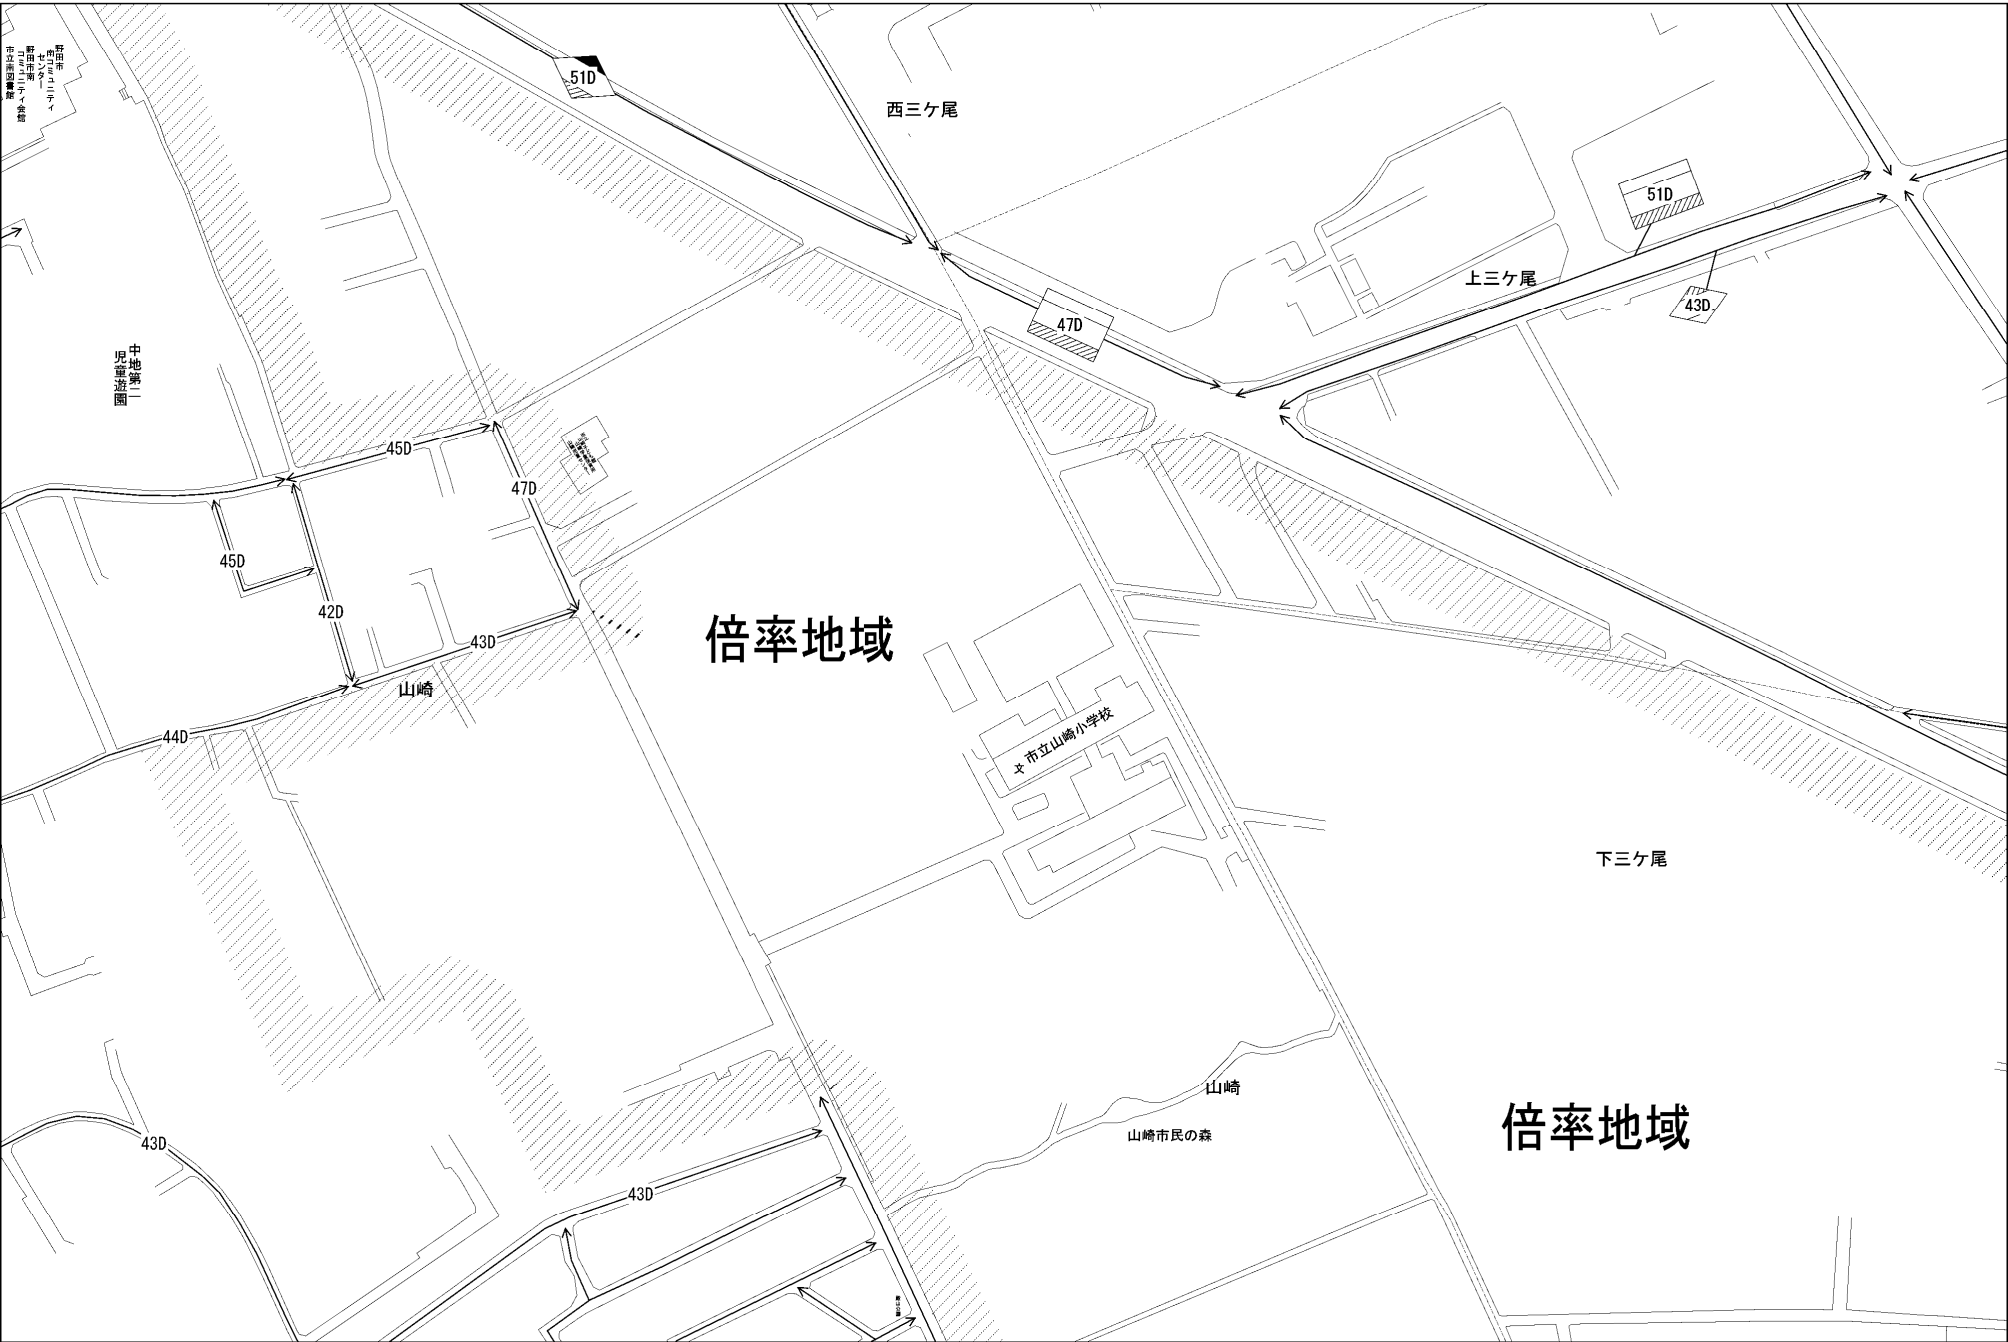 野田市
南コミュニティ
センター
野田市南
コミュニティ会館
市立南図書館
51D
西三ケ尾
51D
上三ケ尾
43D
47D
中地第二
児童遊園
45D
47D
45D
42D
43D
倍率地域
山崎
市立山崎小学校
44D
下三ケ尾
山崎
倍率地域
山崎市民の森
43D
43D